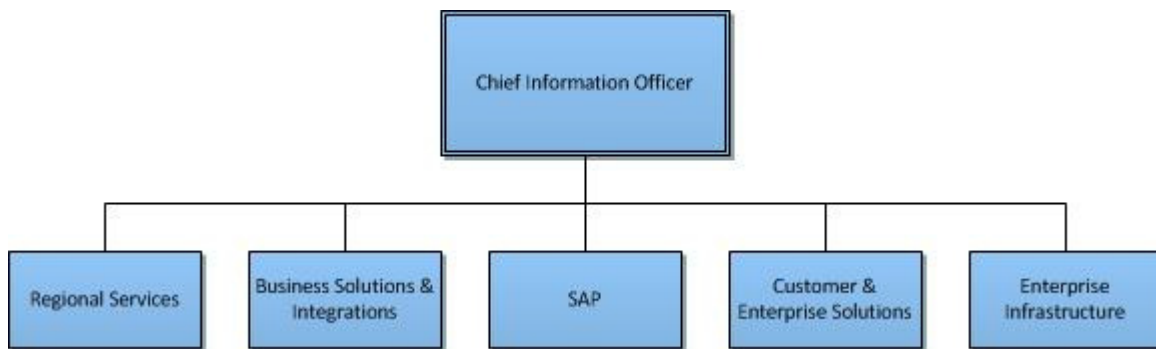 Chief Information Officer
Regional Services
Business Solutions &
Integrations
SAP
Customer &
Enterprise Solutions
Enterprise
Infrastructure